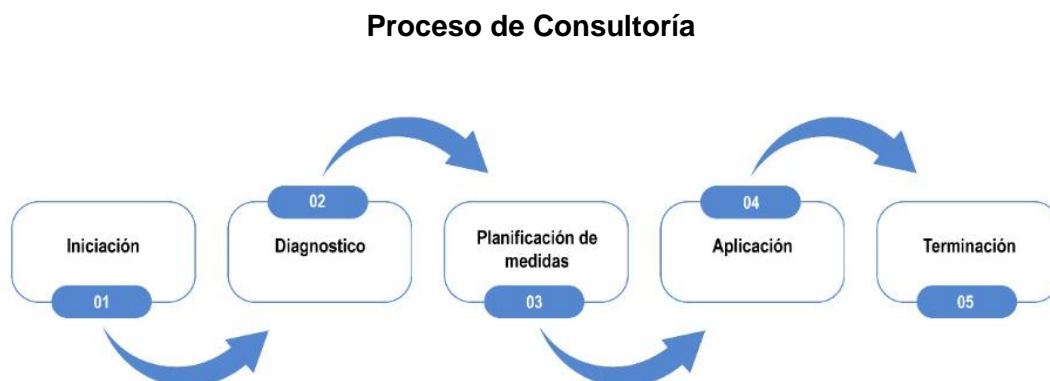 Proceso de Consultoría
02
04
Iniciación
Diagnostico
Planificación de
medidas
Aplicación
Terminación
01
03
05